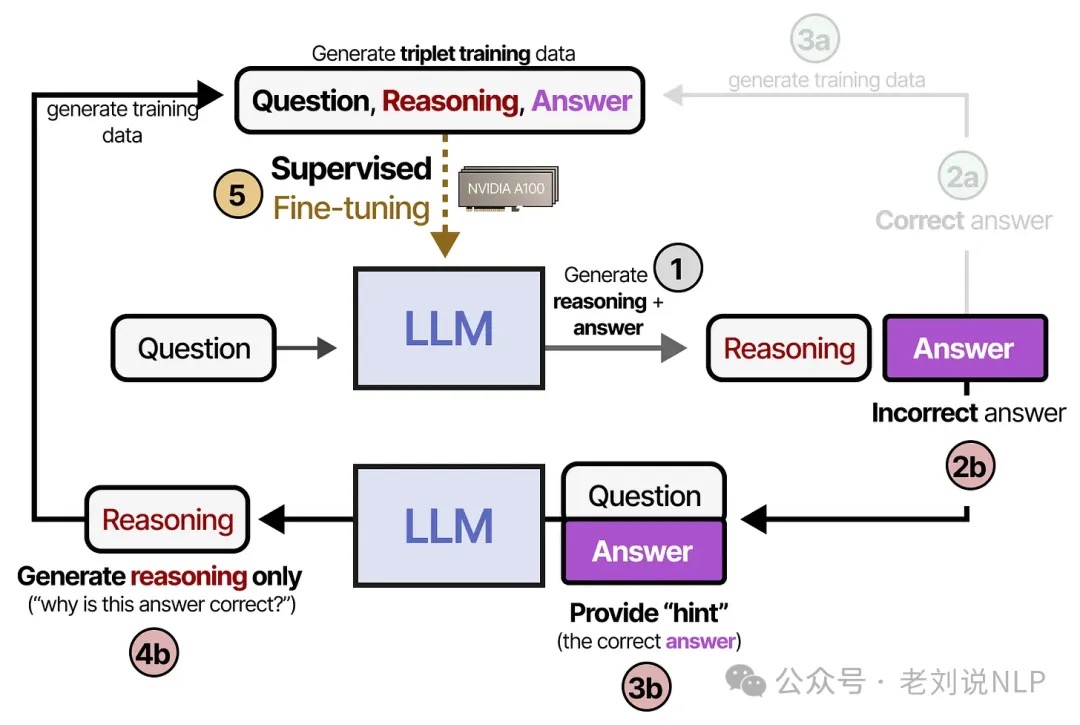 Generate triplet training data
3a
generate training data
generate training
data
Question, Reasoning, Answer
5
Supervised
Fine-tuning
NVIDIA A100
2a
Correct answer
Generate
reasoning +
answer
1
Question
LLM
Reasoning
Answer
Incorrect answer
2b
Reasoning
LLM
Question
Answer
Generate reasoning only
("why is this answer correct?")
4b
Provide "hint"
(the correct answer)
3b
公众号 · 老刘说NLP